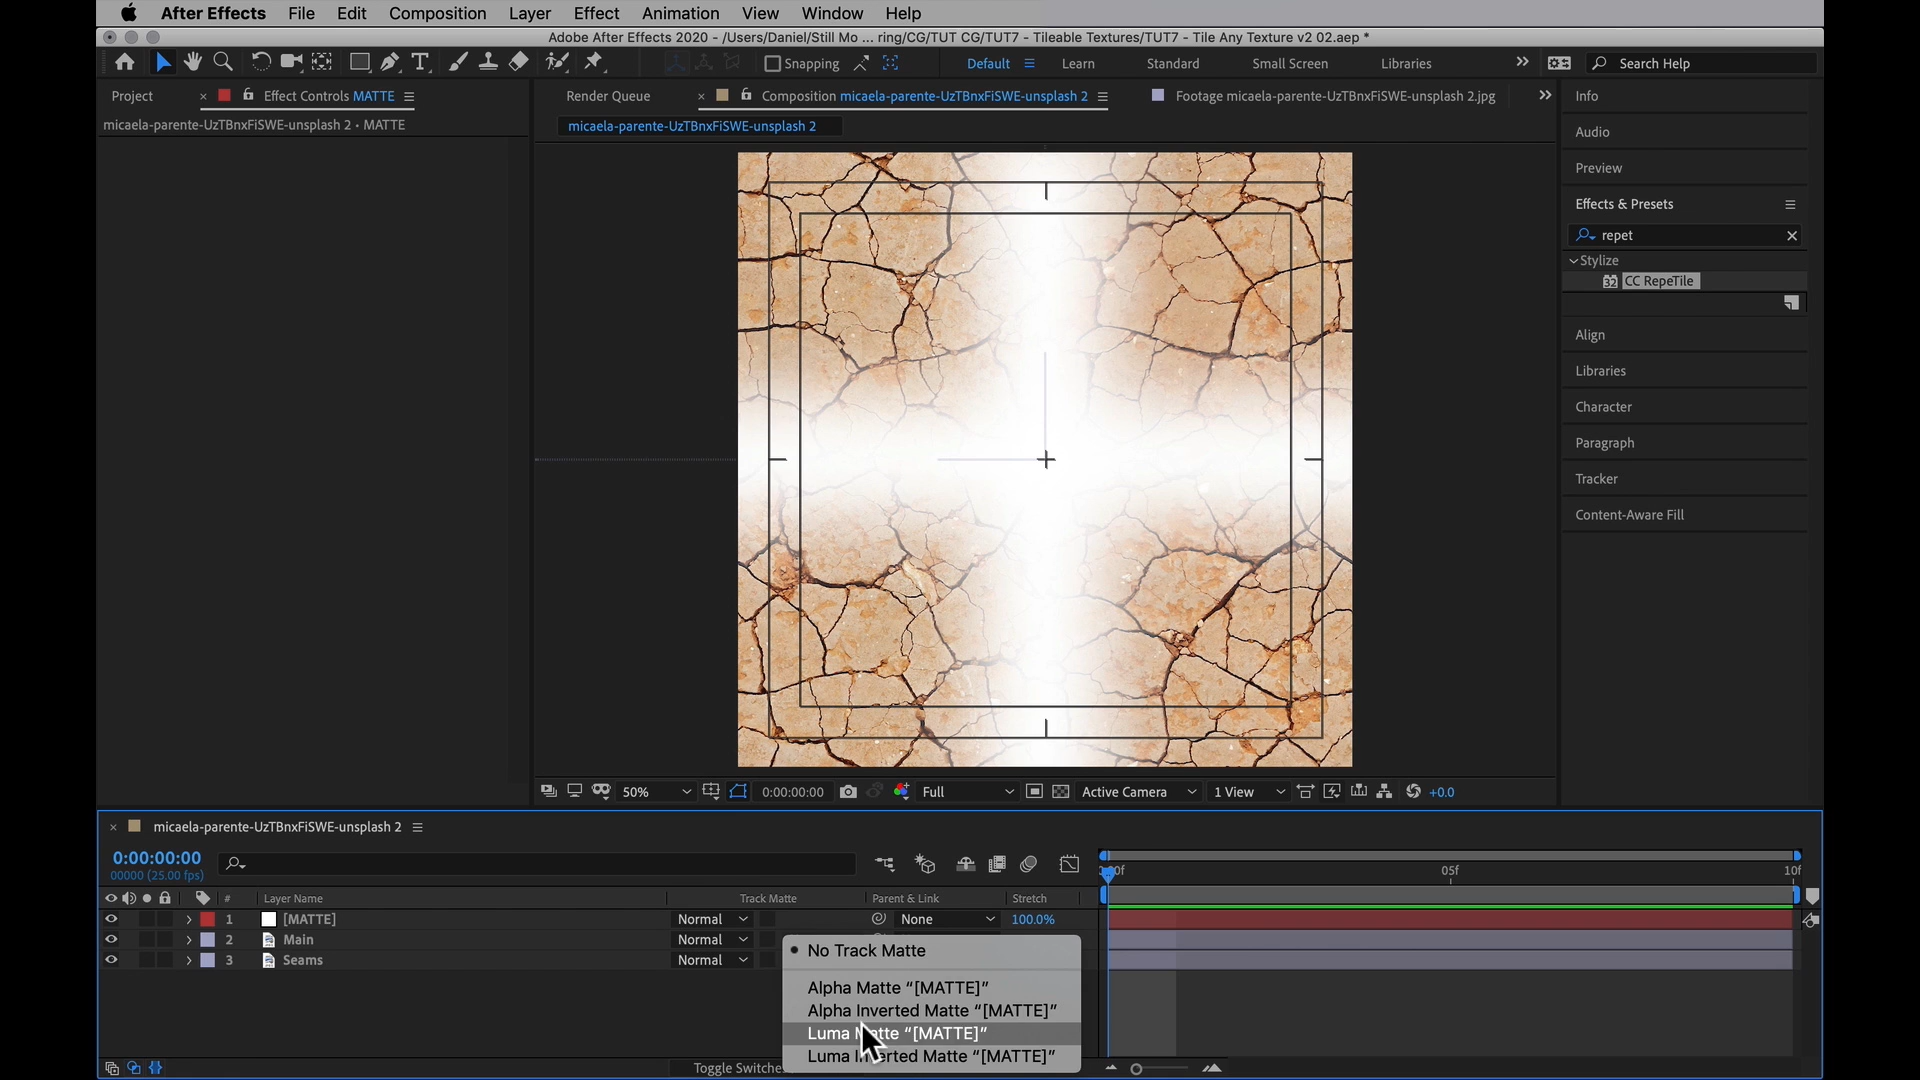 After Effects File Edit Composition Layer Effect Animation View Window Help
Adobe After Effects 2020 - /Users/Daniel/Still Mo ... ring/CG/TUT CG/TUT7 - Tileable Textures/TUT7 - Tile Any Texture v2 02.aep *
Snapping Default Learn Standard Small Screen Libraries Search Help
Project Effect Controls MATTE Render Queue Composition micaela-parente-UzTBnxFiSWE-unsplash 2 Footage micaela-parente-UzTBnxFiSWE-unsplash 2.jpg Info
micaela-parente-UzTBnxFiSWE-unsplash 2 • MATTE micaela-parente-UzTBnxFiSWE-unsplash 2
Audio
Preview
Effects & Presets
repet
Stylize
32 CC RepeTile
Align
Libraries
Character
Paragraph
Tracker
Content-Aware Fill
50% 0:00:00:00 Full Active Camera 1 View +0.0
micaela-parente-UzTBnxFiSWE-unsplash 2
0:00:00:00
00000 (25.00 fps)
05f 10f
# Layer Name Track Matte Parent & Link Stretch
1 [MATTE] Normal None 100.0%
2 Main Normal
3 Seams Normal
No Track Matte
Alpha Matte “[MATTE]”
Alpha Inverted Matte “[MATTE]”
Luma Matte “[MATTE]”
Luma Inverted Matte “[MATTE]”